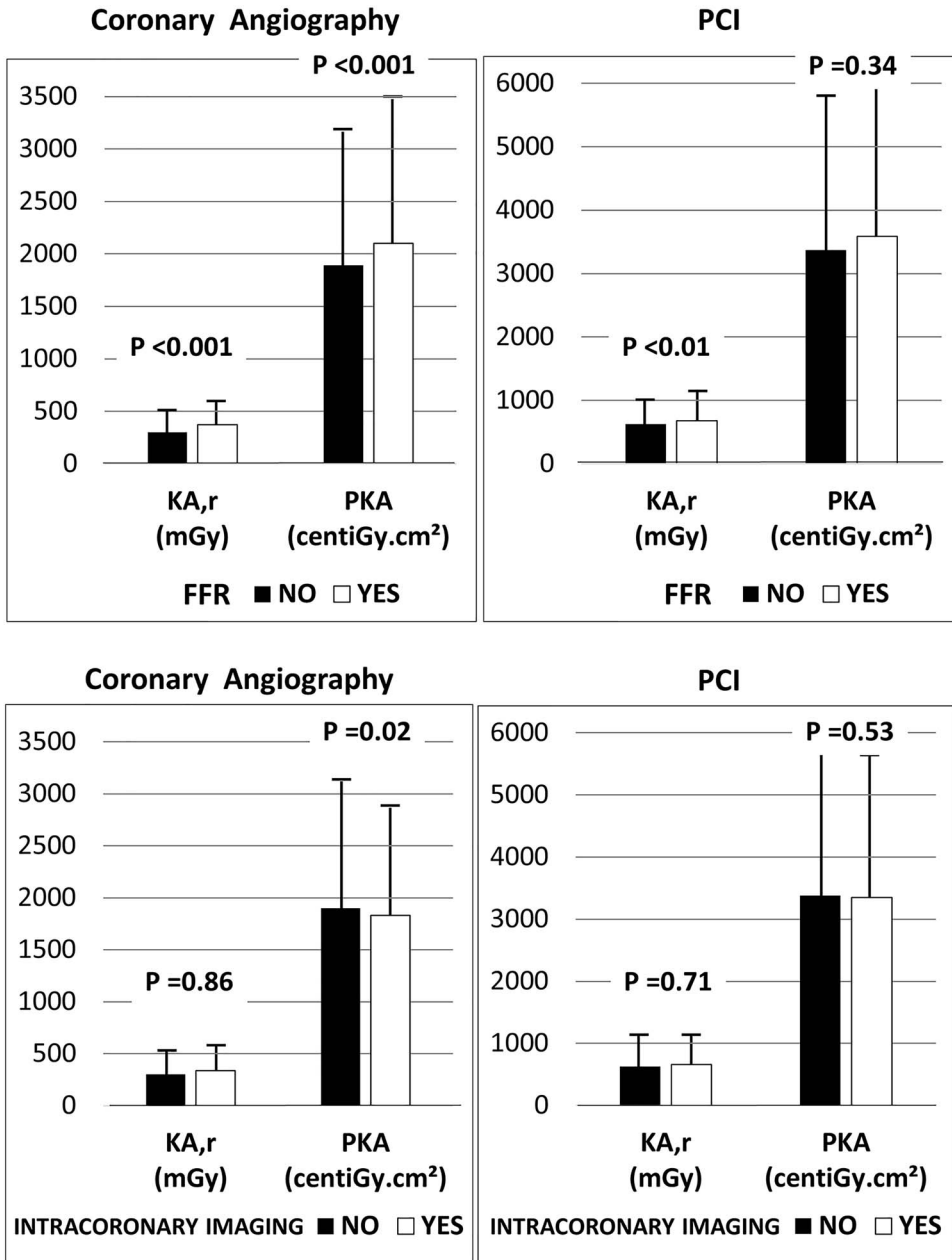 Coronary Angiography
P <0.001
3500
3000
2500
2000
1500
1000
500
0
P <0.001
KA,r
(mGy)
PKA
(centiGy.cm²)
FFR NO YES
PCI
P =0.34
6000
5000
4000
3000
2000
1000
0
P <0.01
KA,r
(mGy)
PKA
(centiGy.cm²)
FFR NO YES
Coronary Angiography
P =0.02
3500
3000
2500
2000
1500
1000
500
0
P =0.86
KA,r
(mGy)
PKA
(centiGy.cm²)
INTRACORONARY IMAGING NO YES
PCI
P =0.53
6000
5000
4000
3000
2000
1000
0
P =0.71
KA,r
(mGy)
PKA
(centiGy.cm²)
INTRACORONARY IMAGING NO YES